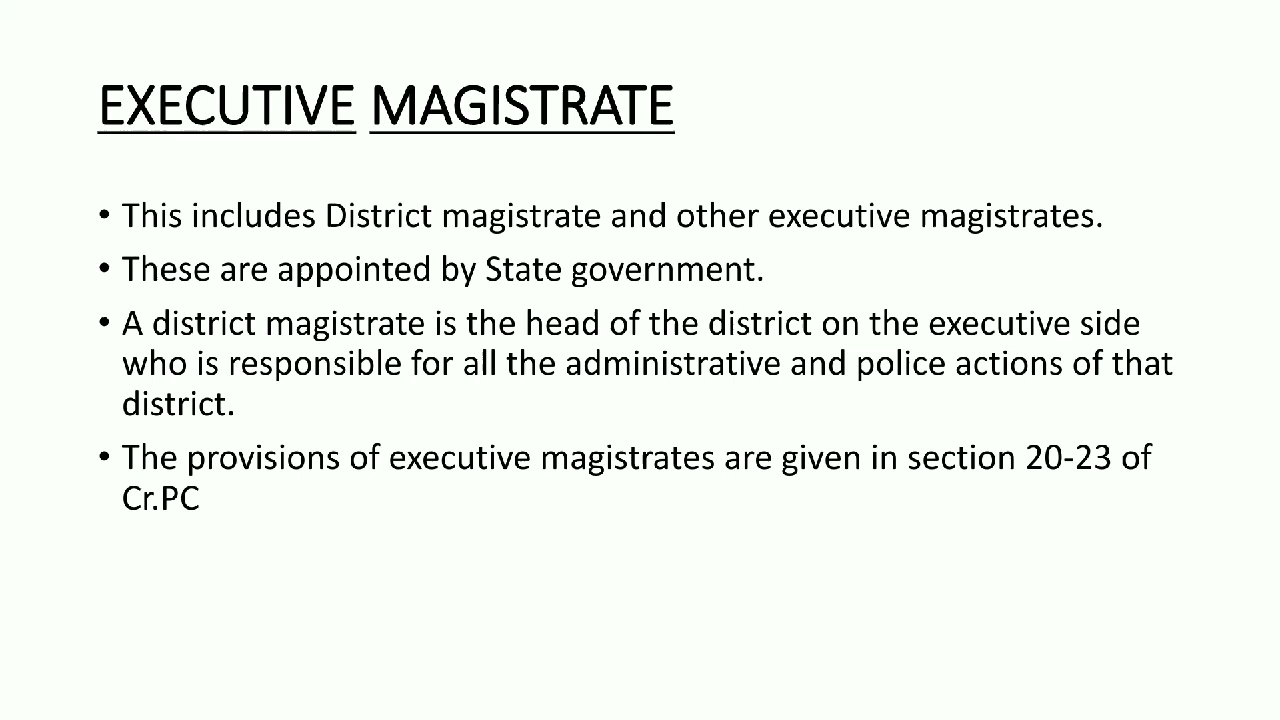 EXECUTIVE MAGISTRATE
• This includes District magistrate and other executive magistrates.
• These are appointed by State government.
• A district magistrate is the head of the district on the executive side
who is responsible for all the administrative and police actions of that
district.
• The provisions of executive magistrates are given in section 20-23 of
Cr.PC